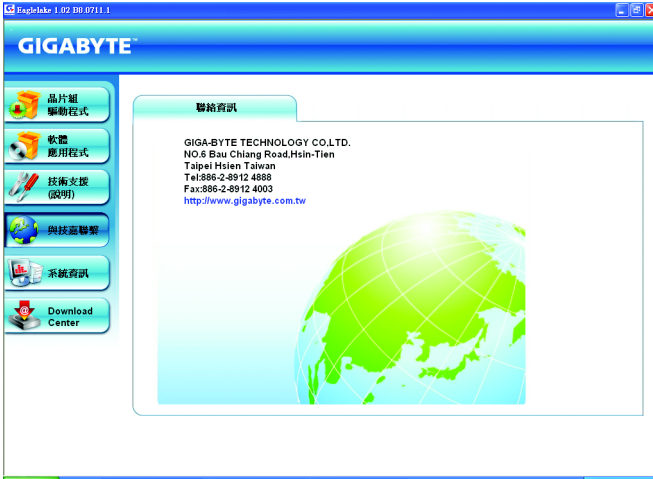 Eaglelake 1.02 B8.0711.1
GIGABYTE™
晶片組
驅動程式
軟體
應用程式
技術支援
(說明)
與技嘉聯繫
系統資訊
Download
Center
聯絡資訊
GIGA-BYTE TECHNOLOGY CO,LTD.
NO.6 Bau Chiang Road,Hsin-Tien
Taipei Hsien Taiwan
Tel:886-2-8912 4888
Fax:886-2-8912 4003
http://www.gigabyte.com.tw